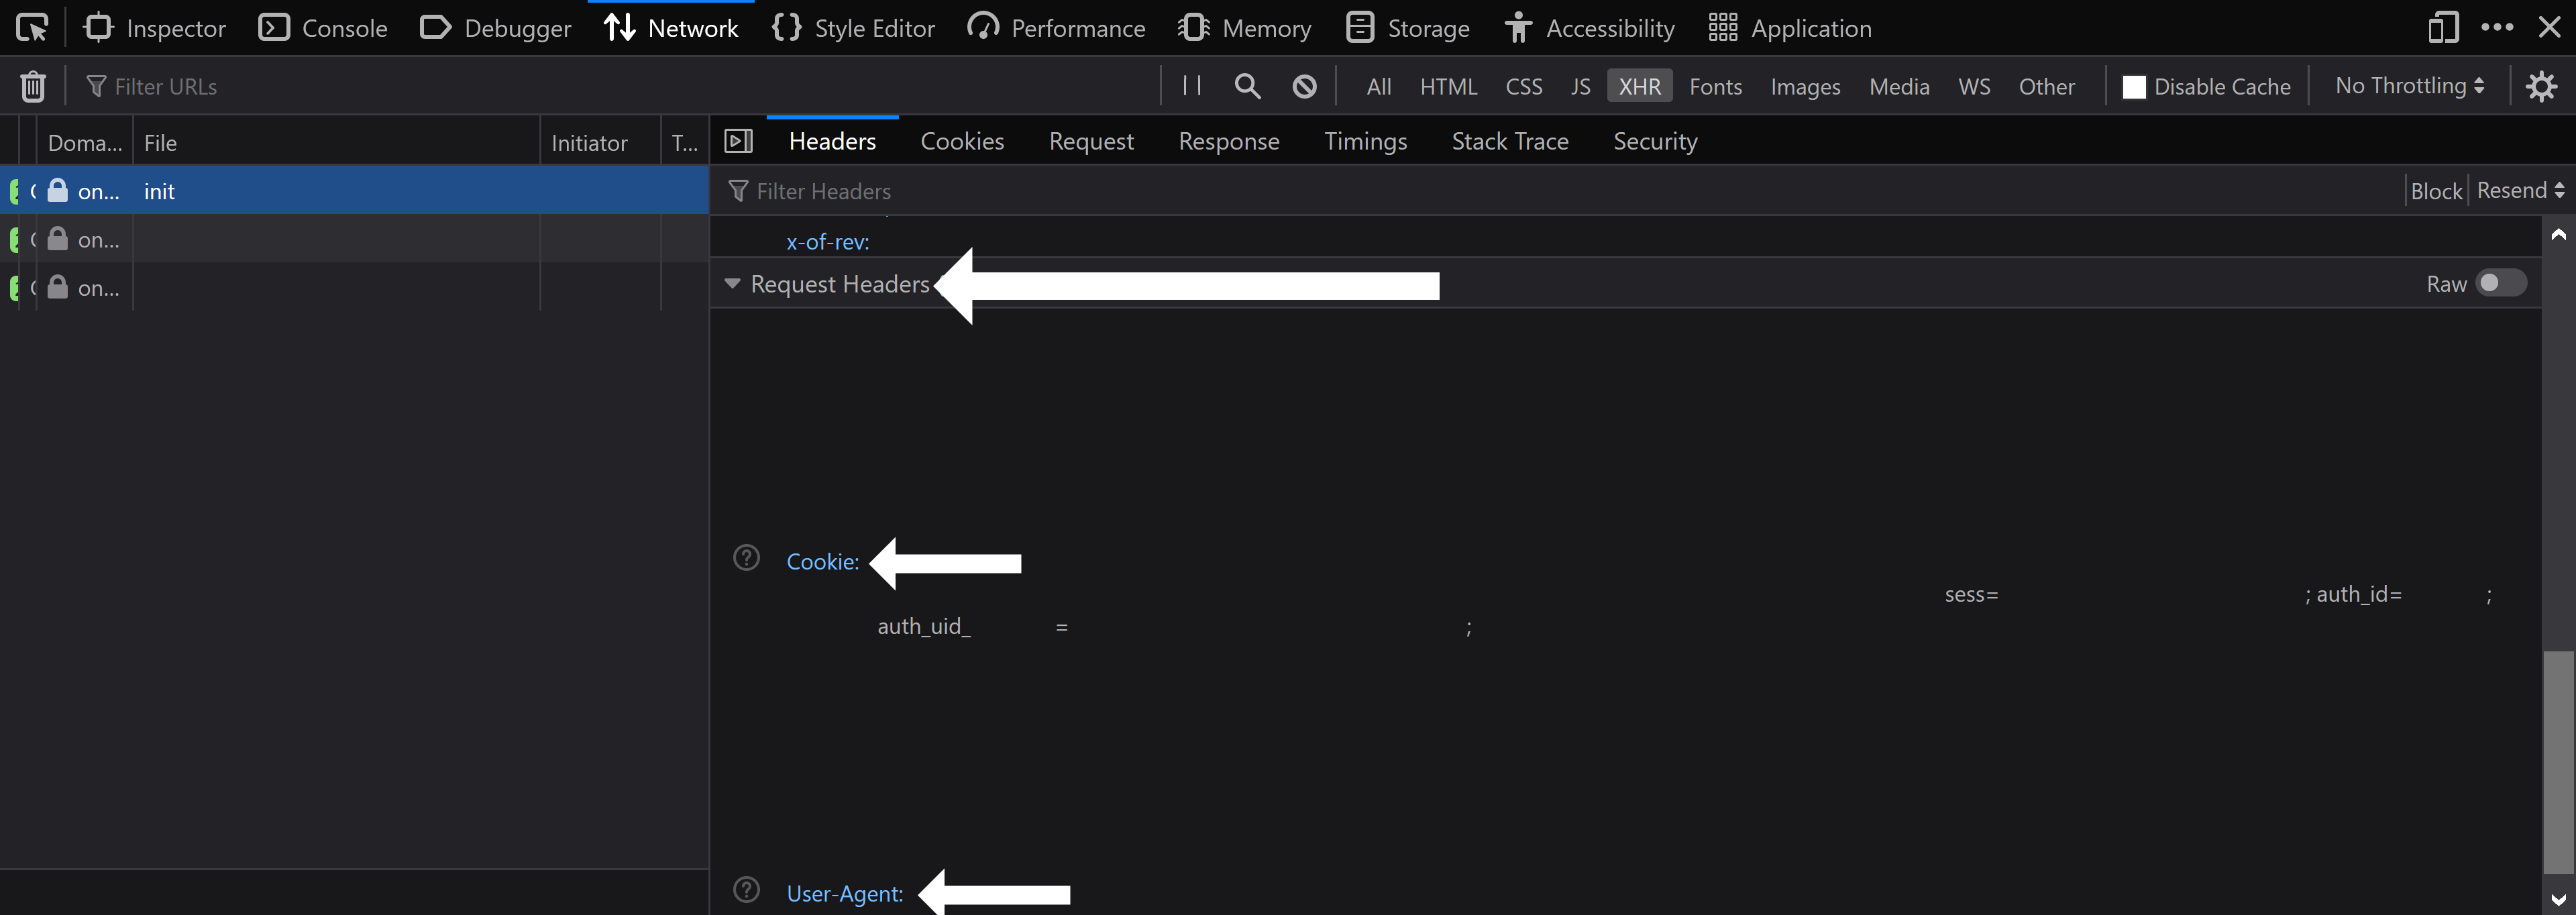 Inspector Console Debugger Network Style Editor Performance Memory Storage Accessibility Application
Filter URLs All HTML CSS JS XHR Fonts Images Media WS Other Disable Cache No Throttling
Doma... File Initiator T...
Headers Cookies Request Response Timings Stack Trace Security
on... init
Filter Headers Block Resend
on...
x-of-rev:
on...
Request Headers Raw
Cookie:
sess= ; auth_id= ;
auth_uid_ = ;
User-Agent: